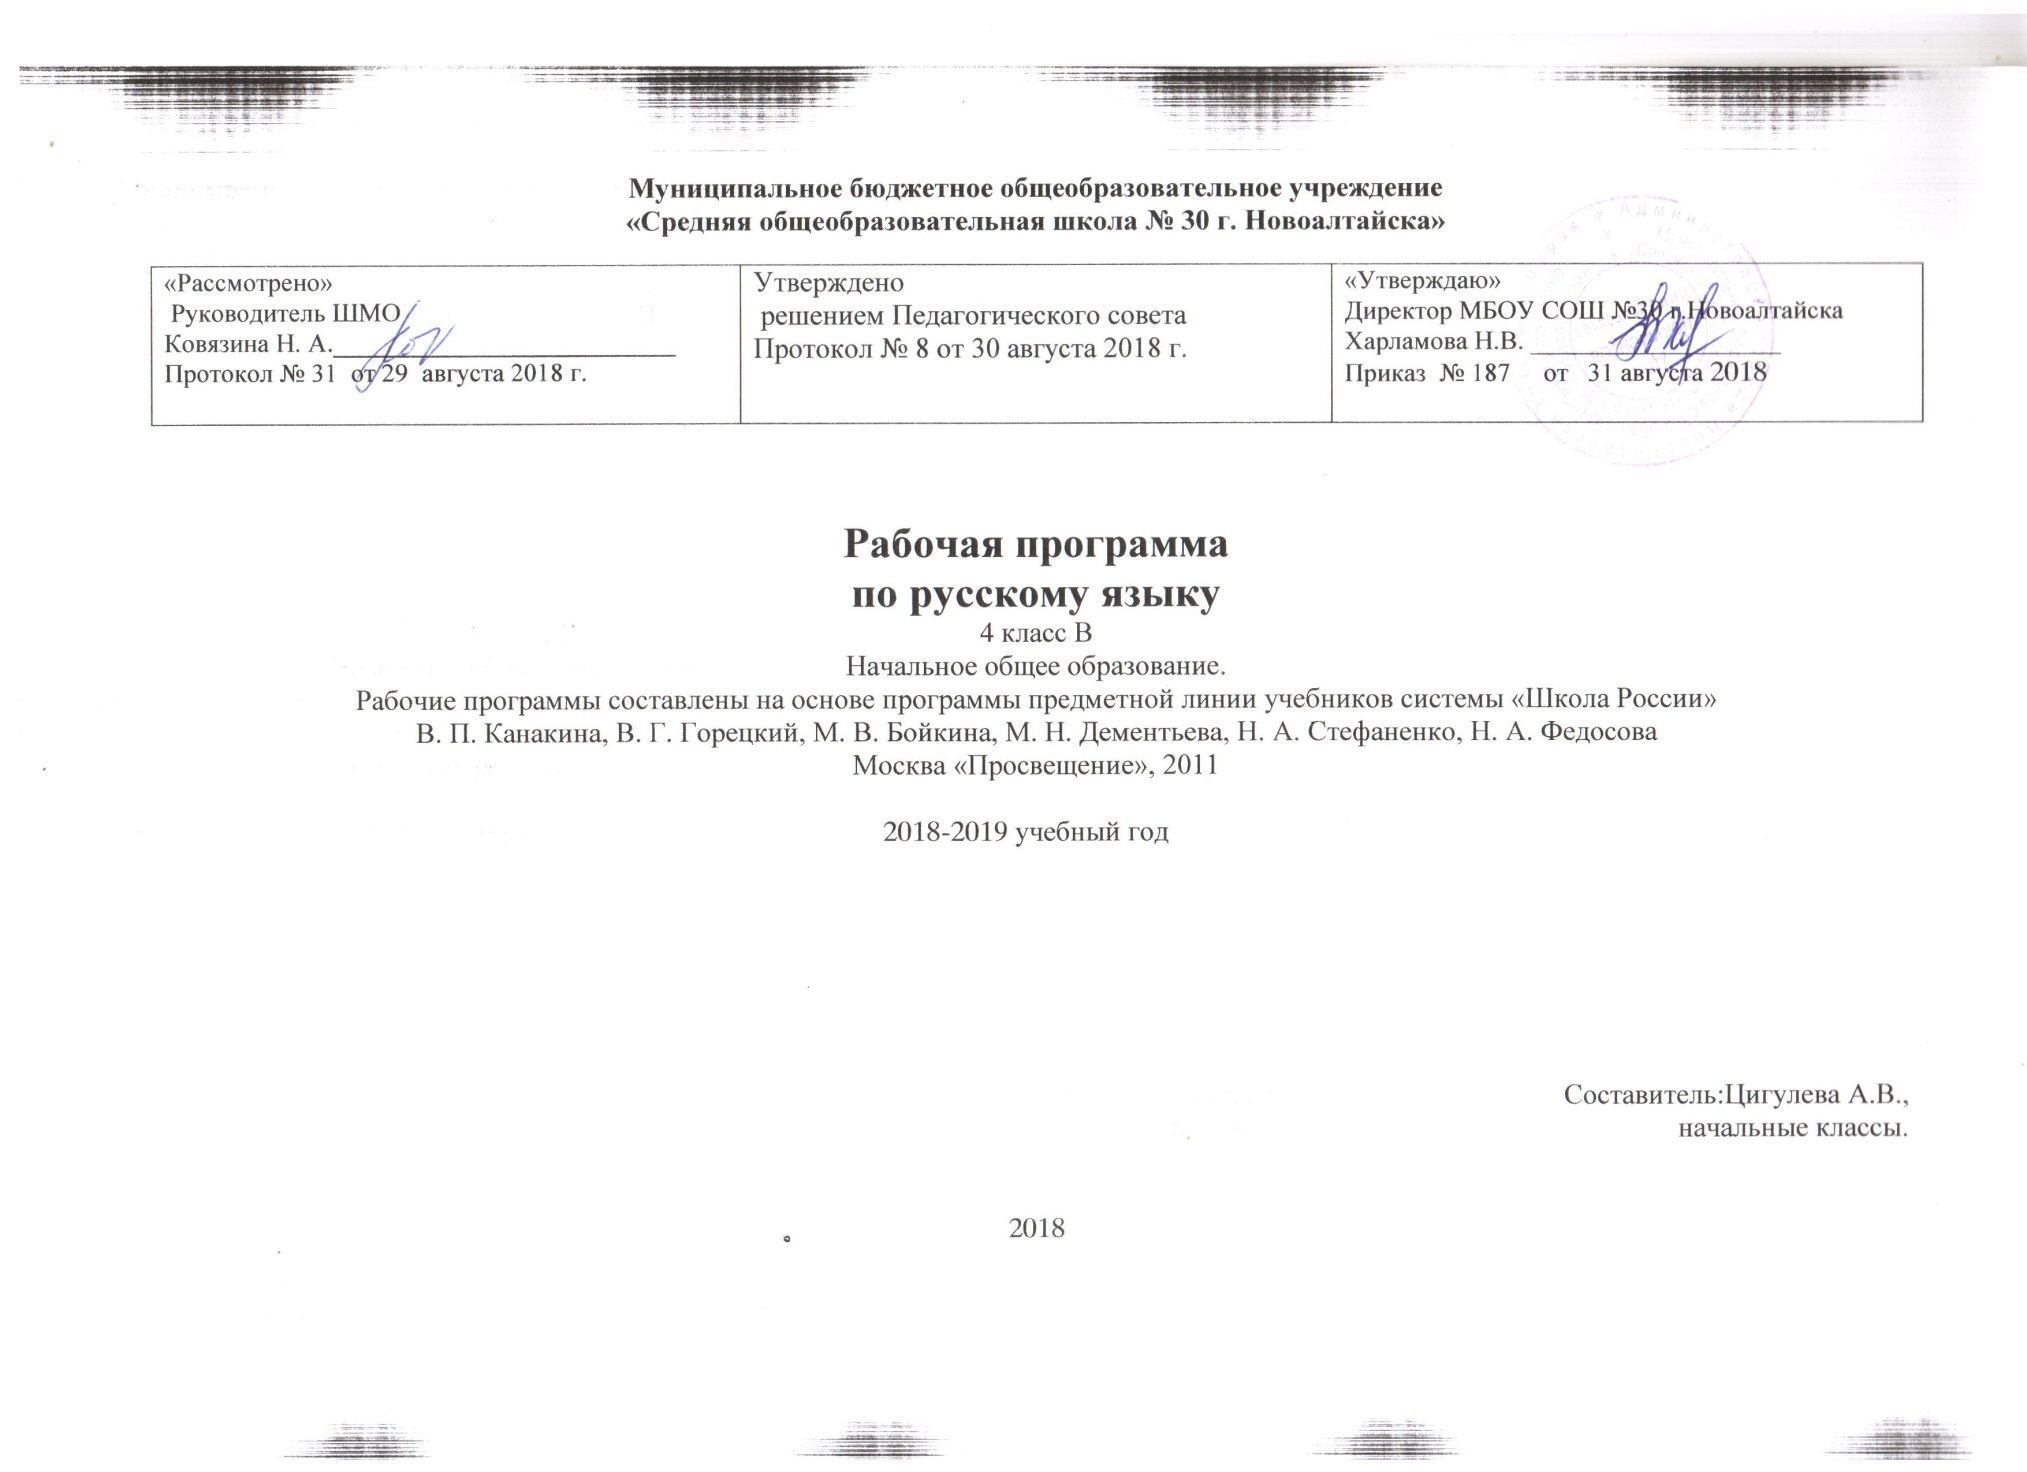 Муниципальное бюджетное общеобразовательное учреждение
«Средняя общеобразовательная школа № 30 г. Новоалтайска»
«Рассмотрено»
Руководитель ШМО
Ковязина Н. А.
Протокол № 31 от 29 августа 2018 г.
Утверждено
решением Педагогического совета
Протокол № 8 от 30 августа 2018 г.
«Утверждаю»
Директор МБОУ СОШ №30 г.Новоалтайска
Харламова Н.В.
Приказ № 187 от 31 августа 2018
Рабочая программа
по русскому языку
4 класс В
Начальное общее образование.
Рабочие программы составлены на основе программы предметной линии учебников системы «Школа России»
В. П. Канакина, В. Г. Горецкий, М. В. Бойкина, М. Н. Дементьева, Н. А. Стефаненко, Н. А. Федосова
Москва «Просвещение», 2011
2018-2019 учебный год
Составитель:Цигулева А.В.,
начальные классы.
2018